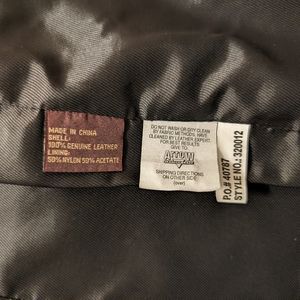 MADE IN CHINA
SHELL:
100% GENUINE LEATHER
LINING:
50% NYLON 50% ACETATE
DO NOT WASH OR DRY CLEAN
BY FABRIC METHODS. HAVE
CLEANED BY LEATHER EXPERT.
FOR BEST RESULTS
GIVE TO:
ARROW
SHIPPING DIRECTIONS
ON OTHER SIDE
(over)
P.O.# 40787
STYLE NO.: 320012